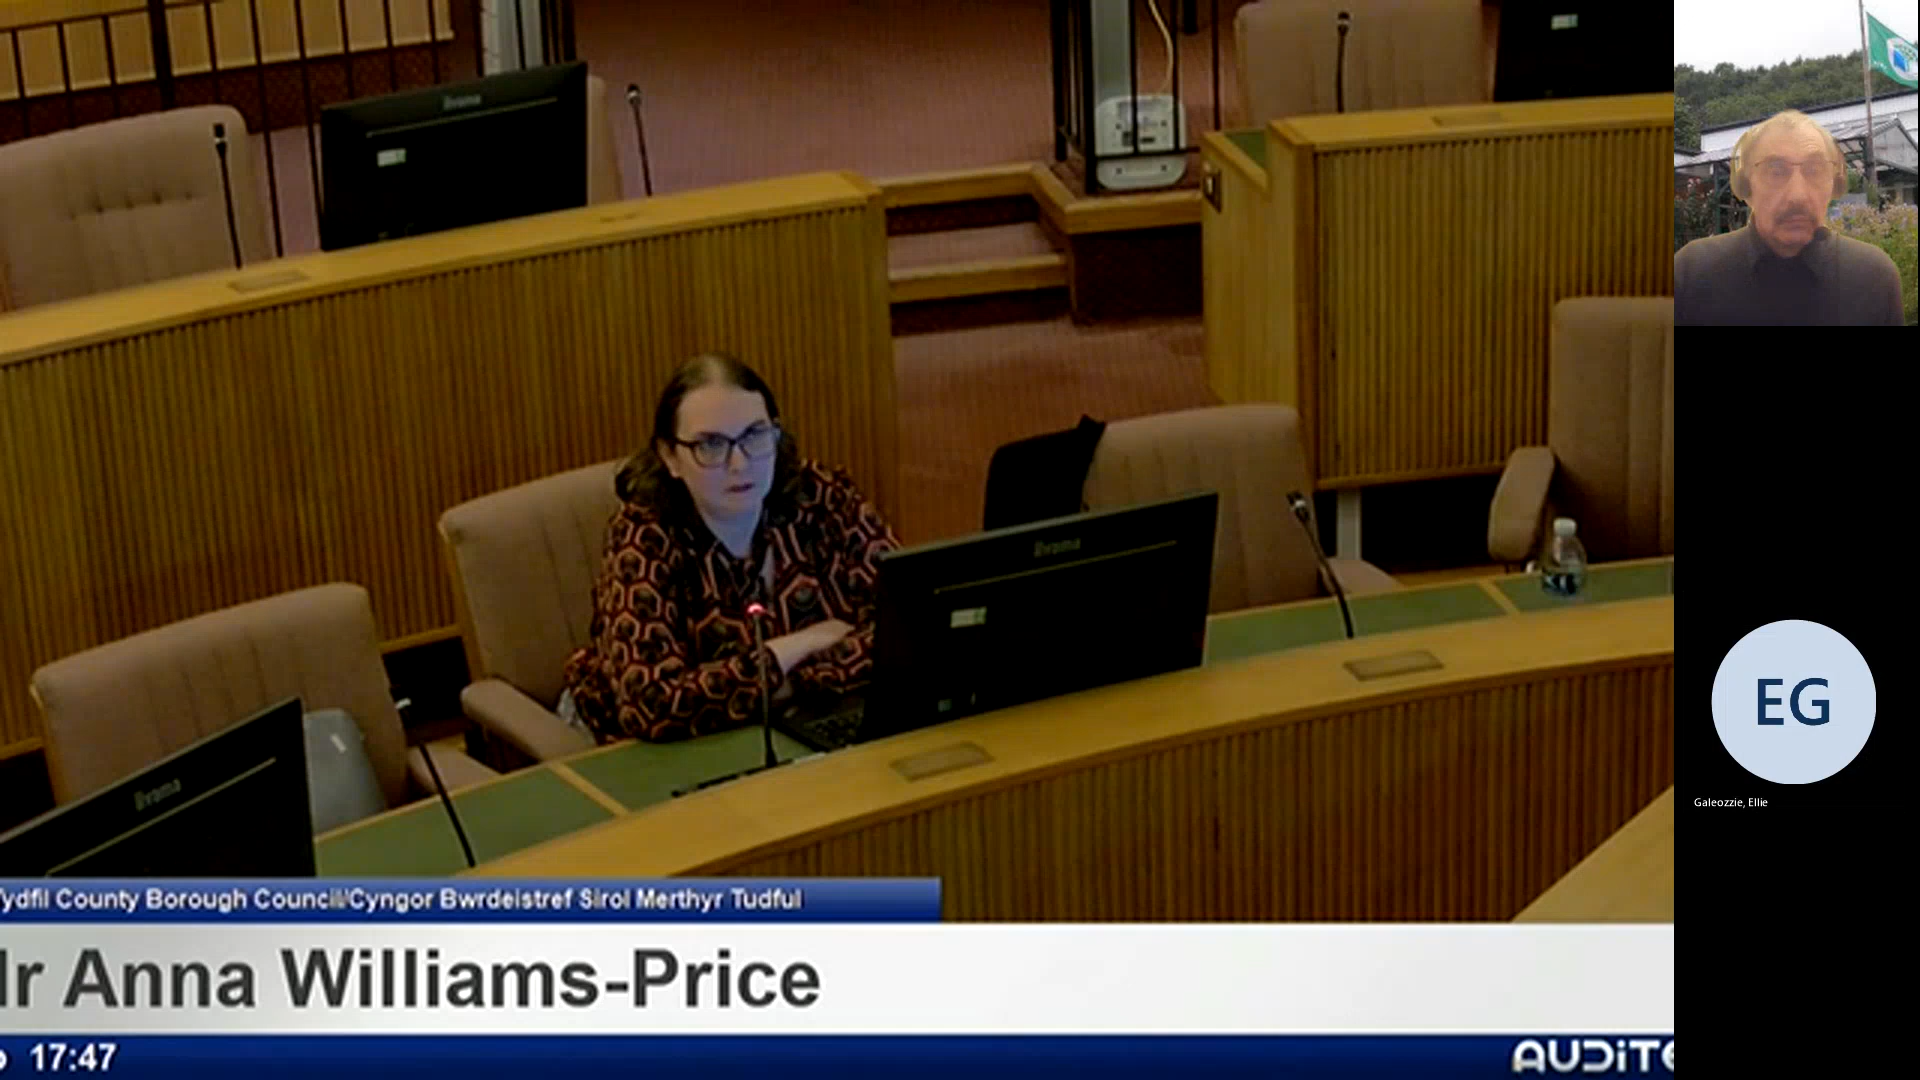 ydfil County Borough Council/Cyngor Bwrdeistref Sirol Merthyr Tudful
lr Anna Williams-Price
17:47
AUDiTE
EG
Galeozzie, Ellie